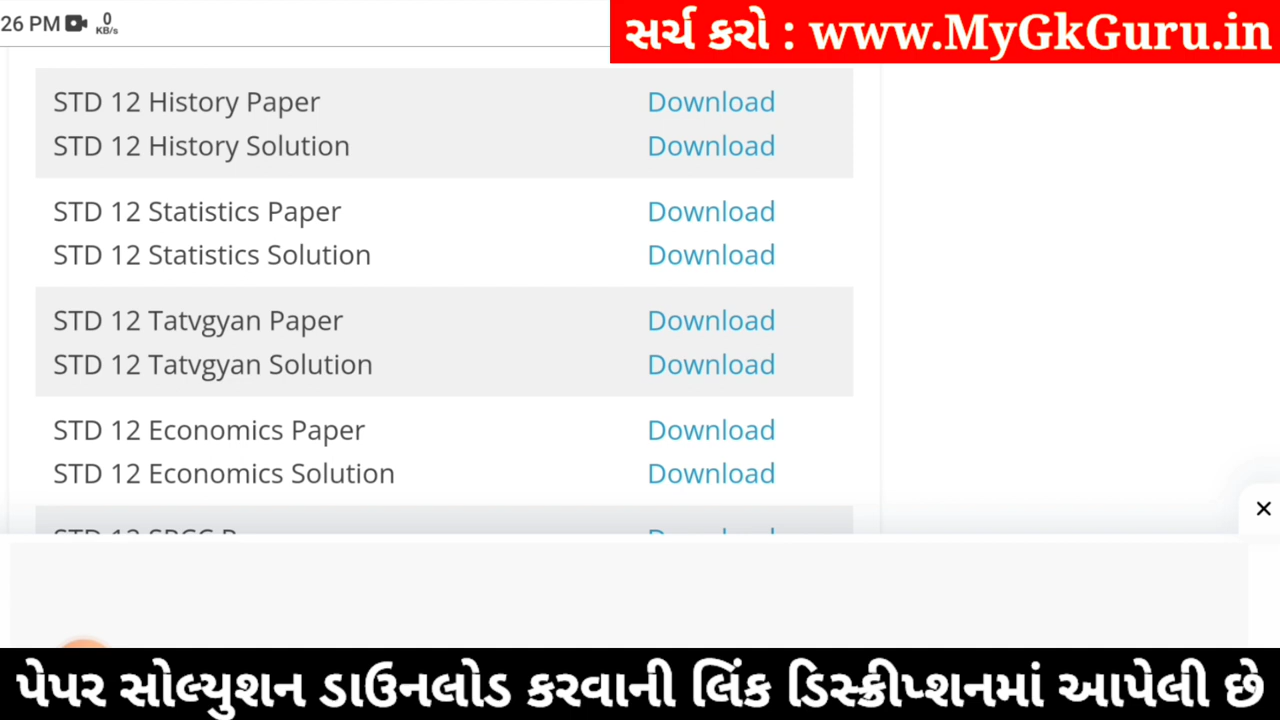 26 PM 0 KB/s
સર્ચ કરો : www.MyGkGuru.in
STD 12 History Paper Download
STD 12 History Solution Download
STD 12 Statistics Paper Download
STD 12 Statistics Solution Download
STD 12 Tatvgyan Paper Download
STD 12 Tatvgyan Solution Download
STD 12 Economics Paper Download
STD 12 Economics Solution Download
પેપર સોલ્યુશન ડાઉનલોડ કરવાની લિંક ડિસ્ક્રીપ્શનમાં આપેલી છે